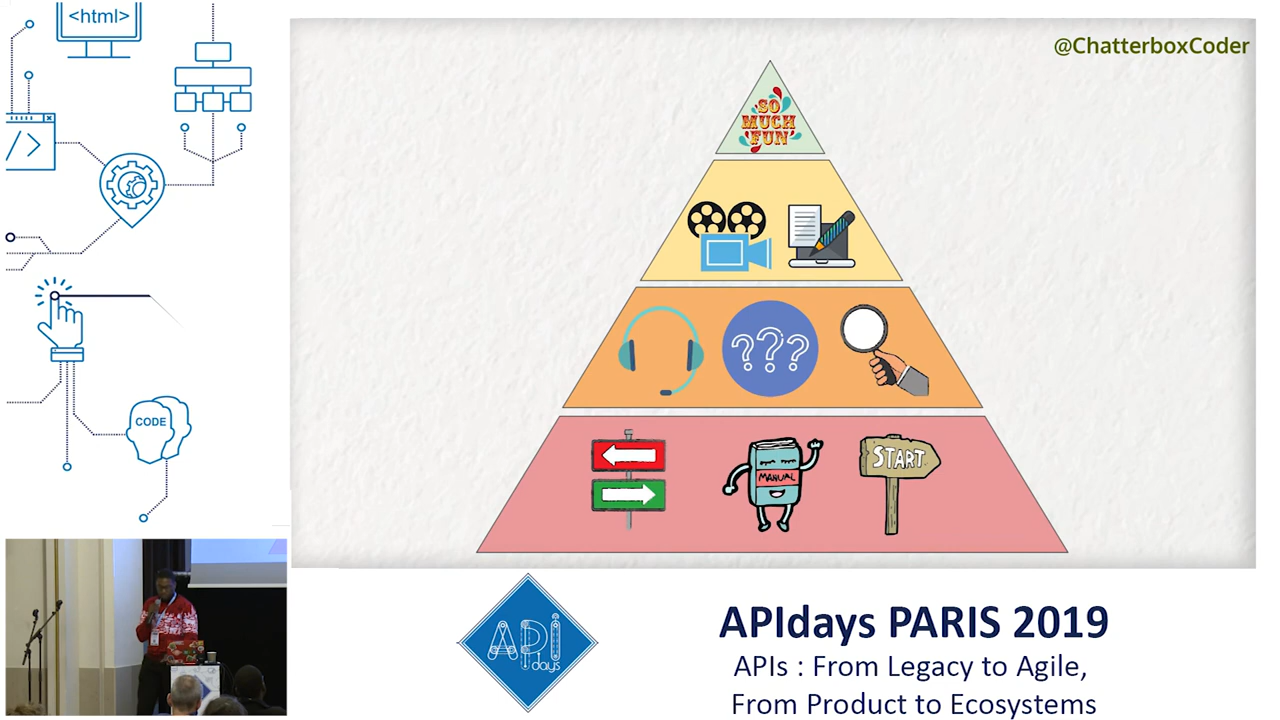 <html>
@ChatterboxCoder
SO
MUCH
FUN
/>
CODE
???
MANUAL
START
API
days
APIdays PARIS 2019
APIs : From Legacy to Agile,
From Product to Ecosystems